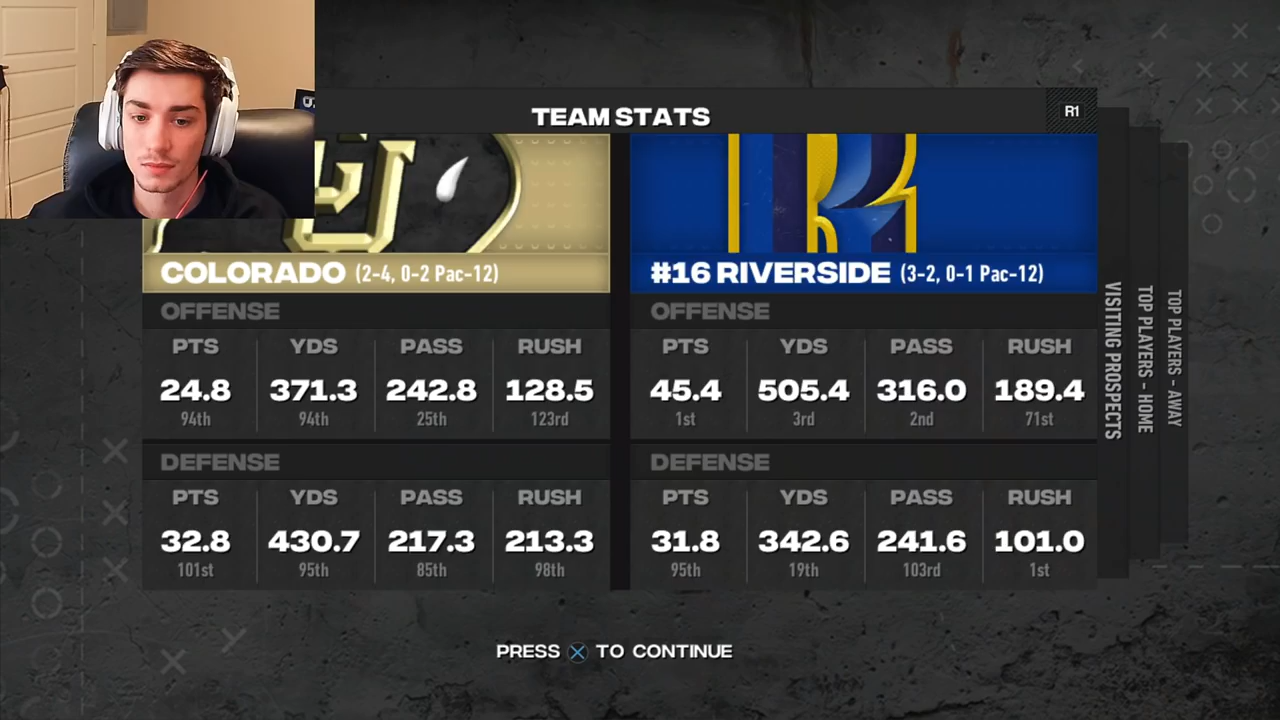 TEAM STATS
R1
COLORADO (2-4, 0-2 Pac-12)
#16 RIVERSIDE (3-2, 0-1 Pac-12)
OFFENSE
OFFENSE
PTS YDS PASS RUSH
PTS YDS PASS RUSH
24.8 371.3 242.8 128.5
45.4 505.4 316.0 189.4
94th 94th 25th 123rd
1st 3rd 2nd 71st
DEFENSE
DEFENSE
PTS YDS PASS RUSH
PTS YDS PASS RUSH
32.8 430.7 217.3 213.3
31.8 342.6 241.6 101.0
101st 95th 85th 98th
95th 19th 103rd 1st
VISITING PROSPECTS
TOP PLAYERS - HOME
TOP PLAYERS - AWAY
PRESS TO CONTINUE